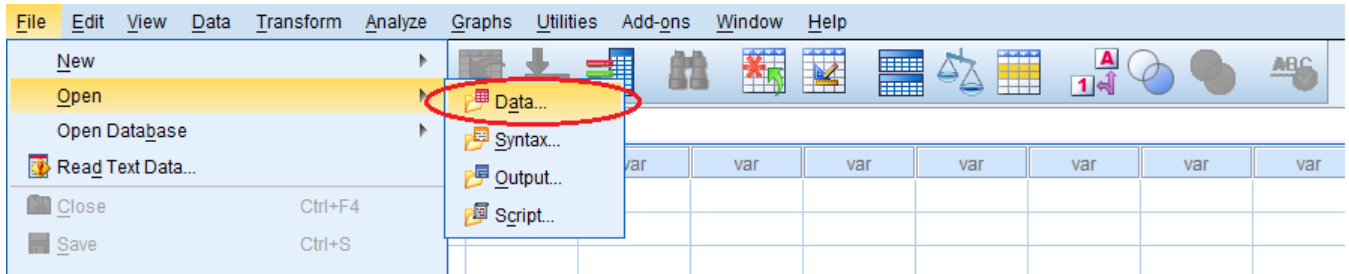 File Edit View Data Transform Analyze Graphs Utilities Add-ons Window Help
New
Open
Open Database
Read Text Data...
Close Ctrl+F4
Save Ctrl+S
Data...
Syntax...
Output...
Script...
A
1
ABC
var var var var var var var